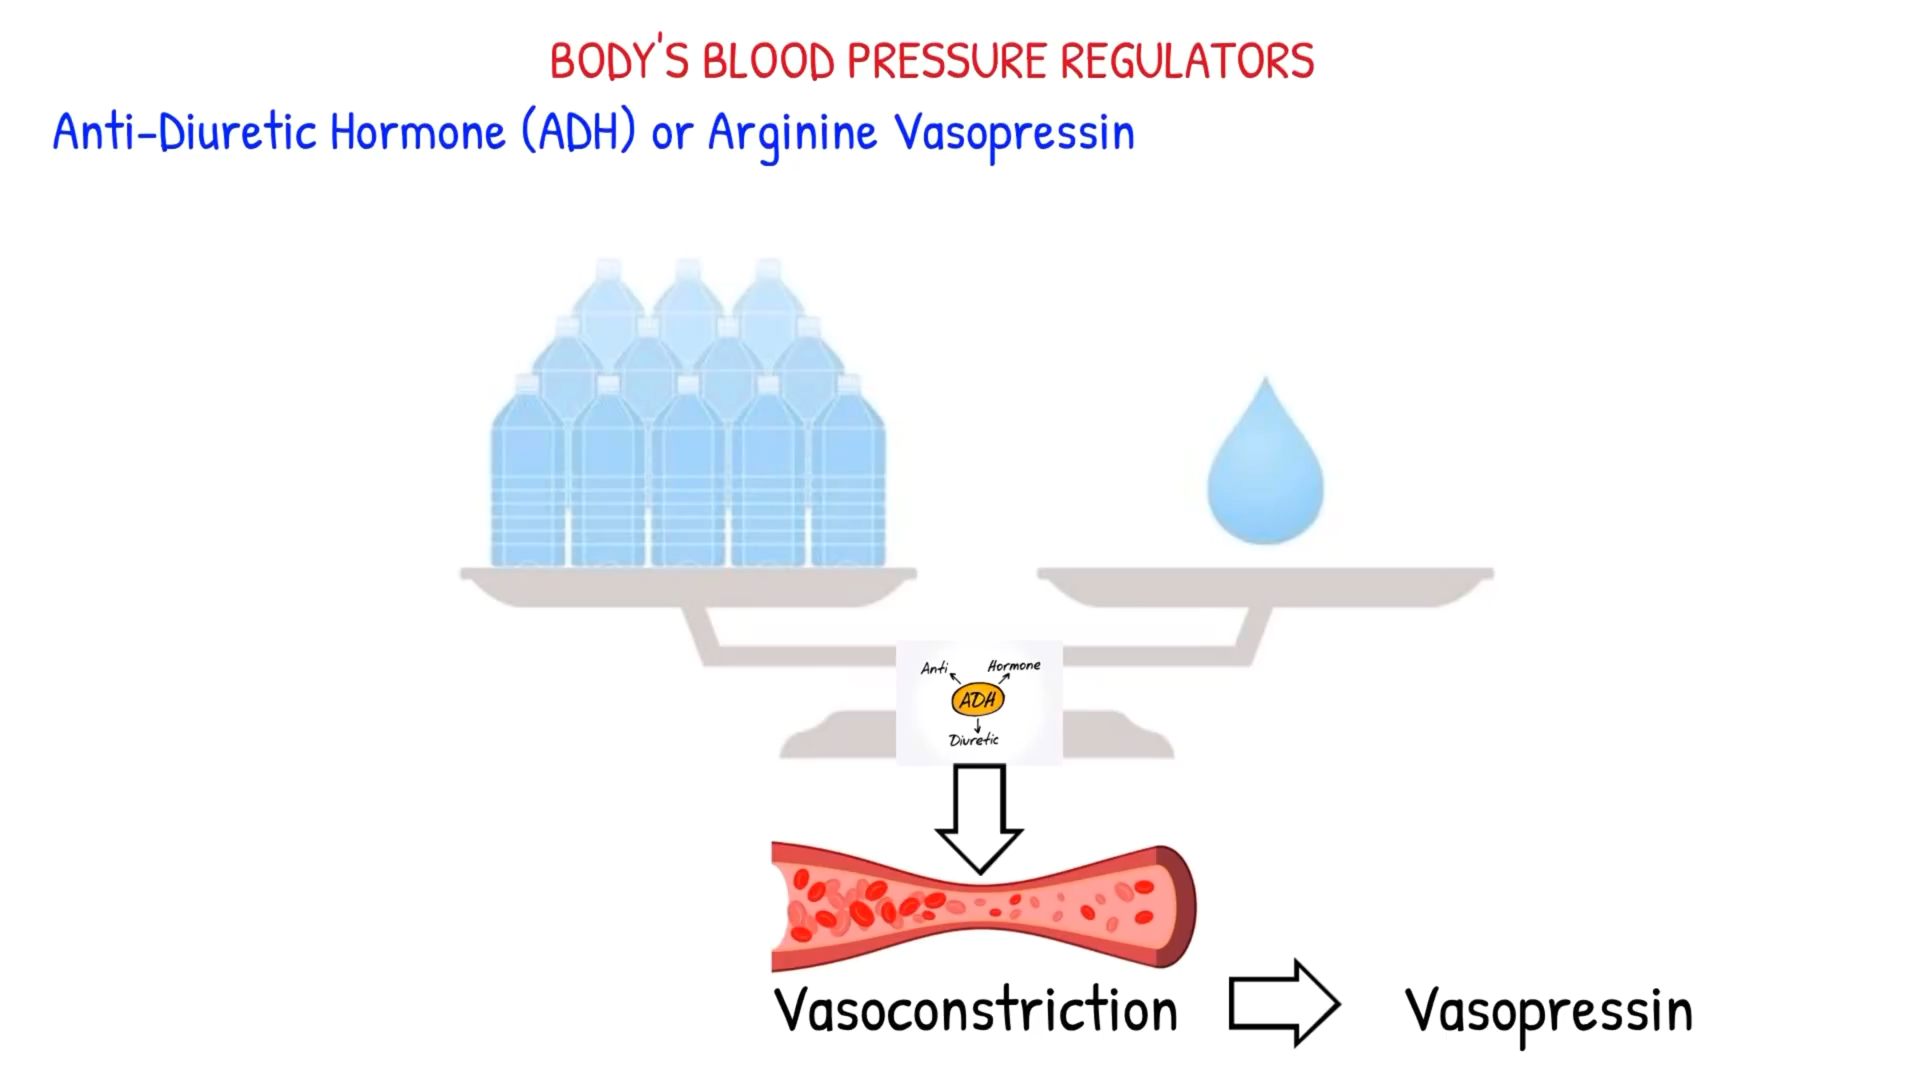 BODY'S BLOOD PRESSURE REGULATORS
Anti-Diuretic Hormone (ADH) or Arginine Vasopressin
Anti Hormone
ADH
Diuretic
Vasoconstriction Vasopressin